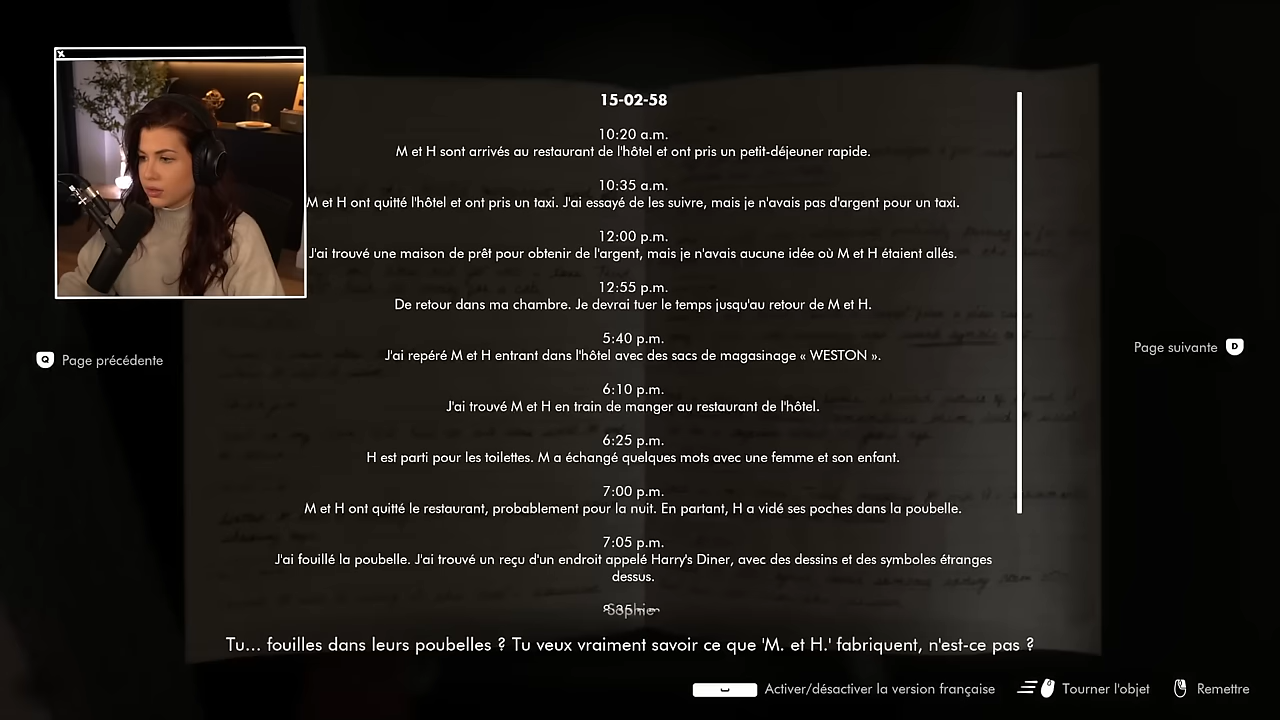 15-02-58
10:20 a.m.
M et H sont arrivés au restaurant de l'hôtel et ont pris un petit-déjeuner rapide.
10:35 a.m.
M et H ont quitté l'hôtel et ont pris un taxi. J'ai essayé de les suivre, mais je n'avais pas d'argent pour un taxi.
12:00 p.m.
J'ai trouvé une maison de prêt pour obtenir de l'argent, mais je n'avais aucune idée où M et H étaient allés.
12:55 p.m.
De retour dans ma chambre. Je devrai tuer le temps jusqu'au retour de M et H.
5:40 p.m.
Q Page précédente
Page suivante D
J'ai repéré M et H entrant dans l'hôtel avec des sacs de magasinage « WESTON ».
6:10 p.m.
J'ai trouvé M et H en train de manger au restaurant de l'hôtel.
6:25 p.m.
H est parti pour les toilettes. M a échangé quelques mots avec une femme et son enfant.
7:00 p.m.
M et H ont quitté le restaurant, probablement pour la nuit. En partant, H a vidé ses poches dans la poubelle.
7:05 p.m.
J'ai fouillé la poubelle. J'ai trouvé un reçu d'un endroit appelé Harry's Diner, avec des dessins et des symboles étranges
dessus.
Sophie
Tu... fouilles dans leurs poubelles ? Tu veux vraiment savoir ce que 'M. et H.' fabriquent, n'est-ce pas ?
Activer/désactiver la version française
Tourner l'objet
Remettre